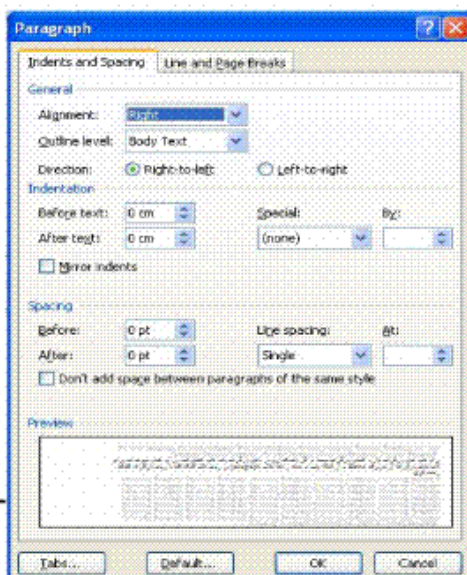 Paragraph
Indents and Spacing Line and Page Breaks
General
Alignment: Right
Outline level: Body Text
Direction: Right-to-left Left-to-right
Indentation
Before text: 0 cm Special: By:
After text: 0 cm (none)
Mirror indents
Spacing
Before: 0 pt Line spacing: At:
After: 0 pt Single
Don't add space between paragraphs of the same style
Preview
Tabs... Default... OK Cancel